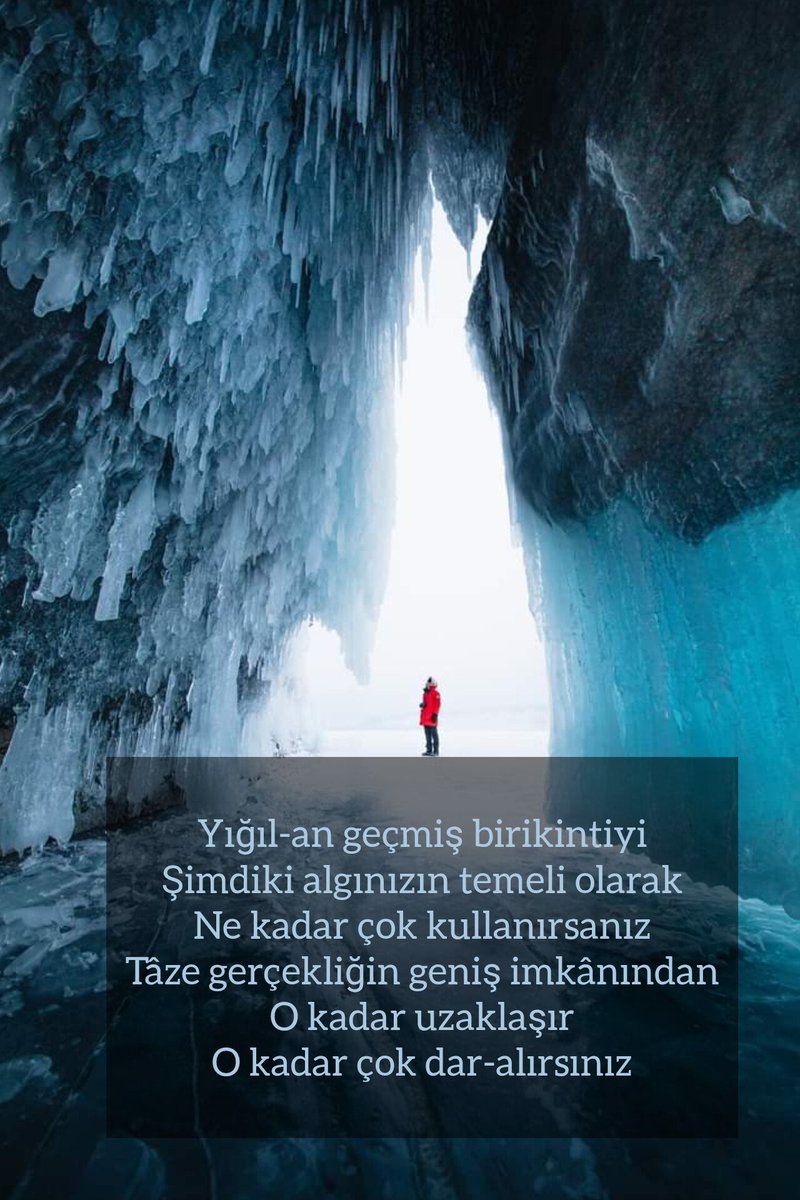 Yığıl-an geçmiş birikintiyi
Şimdiki algınızın temeli olarak
Ne kadar çok kullanırsanız
Tâze gerçekliğin geniş imkânından
O kadar uzaklaşır
O kadar çok dar-alırsınız